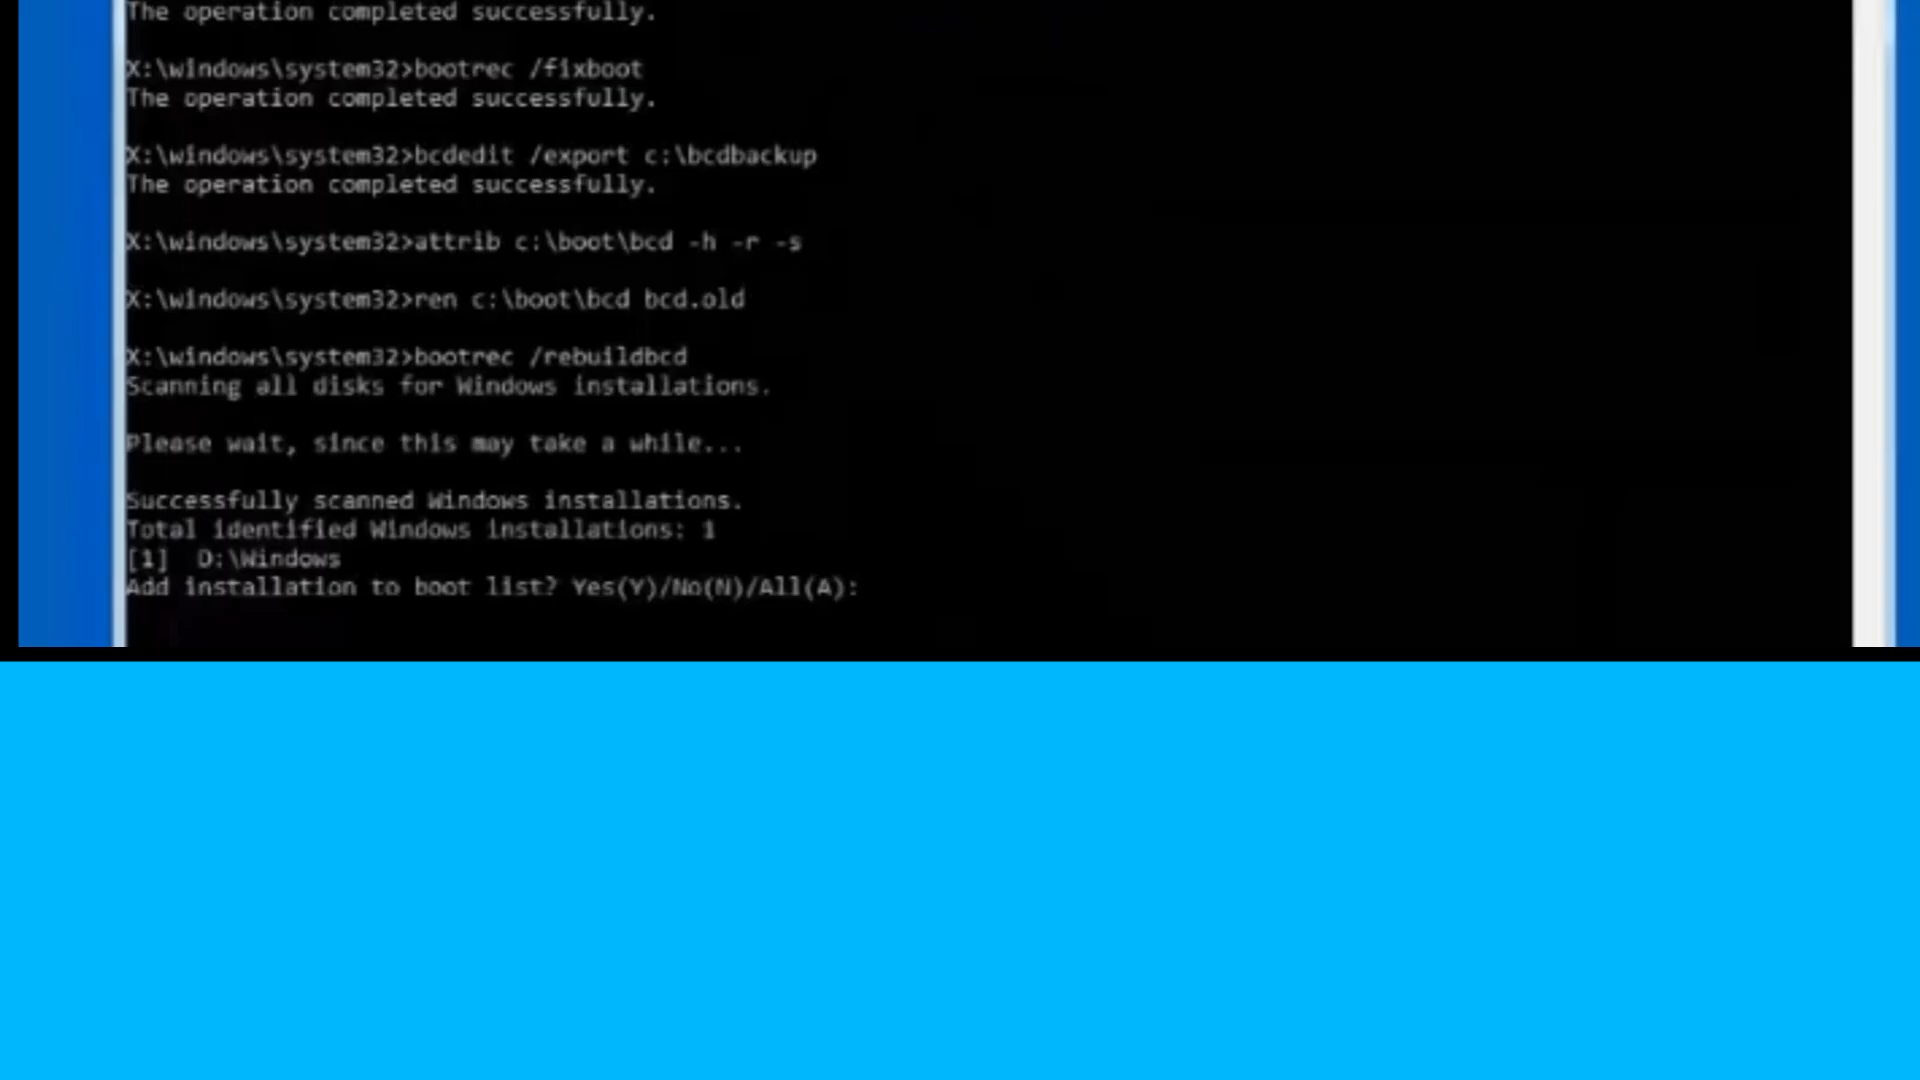 The operation completed successfully.
X:\windows\system32>bootrec /fixboot
The operation completed successfully.
X:\windows\system32>bcdedit /export c:\bcdbackup
The operation completed successfully.
X:\windows\system32>attrib c:\boot\bcd -h -r -s
X:\windows\system32>ren c:\boot\bcd bcd.old
X:\windows\system32>bootrec /rebuildbcd
Scanning all disks for Windows installations.
Please wait, since this may take a while...
Successfully scanned Windows installations.
Total identified Windows installations: 1
[1]  D:\Windows
Add installation to boot list? Yes(Y)/No(N)/All(A):